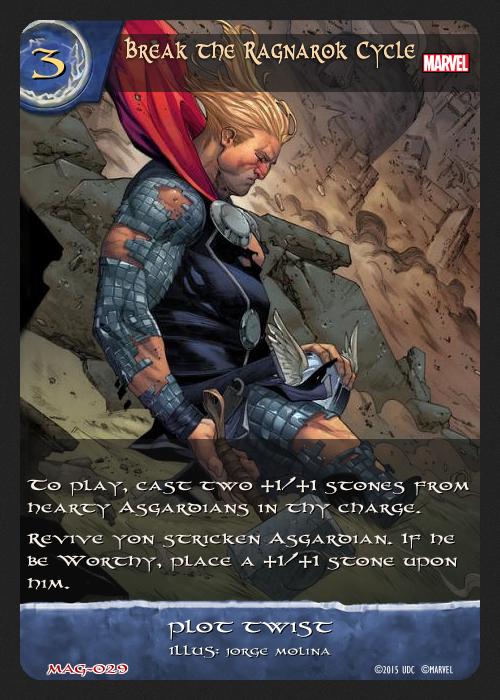 3
Break the Ragnarok Cycle
MARVEL
To play, cast two +1/+1 stones from
hearty Asgardians in thy charge.
Revive yon stricken Asgardian. If he
be Worthy, place a +1/+1 stone upon
him.
Plot Twist
Illus: Jorge Molina
MAG-029
©2015 UDC ©MARVEL